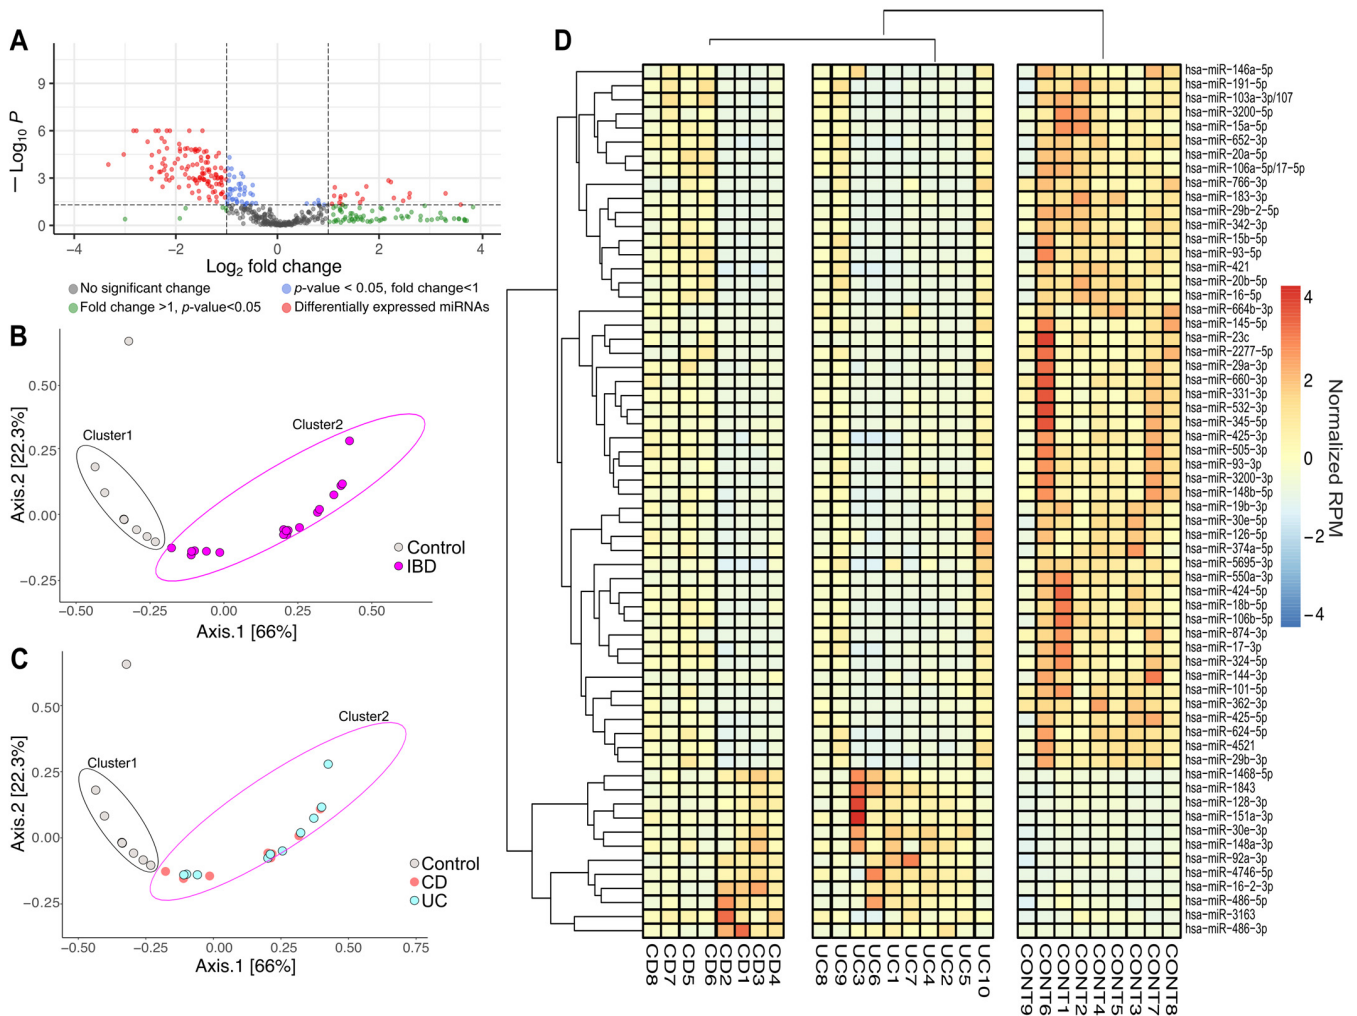 A
− Log10 P
9
6
3
0
−4
−2
0
2
4
Log2 fold change
No significant change
p-value < 0.05, fold change<1
Fold change >1, p-value<0.05
Differentially expressed miRNAs
B
Axis.2 [22.3%]
0.50
0.25
0.00
−0.25
Cluster1
Cluster2
Control
IBD
−0.50
−0.25
0.00
0.25
0.50
Axis.1 [66%]
C
Axis.2 [22.3%]
0.50
0.25
0.00
−0.25
Cluster1
Cluster2
Control
CD
UC
−0.50
−0.25
0.00
0.25
0.50
0.75
Axis.1 [66%]
D
hsa−miR−146a−5p
hsa−miR−191−5p
hsa−miR−103a−3p/107
hsa−miR−3200−5p
hsa−miR−15a−5p
hsa−miR−652−3p
hsa−miR−20a−5p
hsa−miR−106a−5p/17−5p
hsa−miR−766−3p
hsa−miR−183−3p
hsa−miR−29b−2−5p
hsa−miR−342−3p
hsa−miR−15b−5p
hsa−miR−93−5p
hsa−miR−421
hsa−miR−20b−5p
hsa−miR−16−5p
hsa−miR−664b−3p
hsa−miR−145−5p
hsa−miR−23c
hsa−miR−2277−5p
hsa−miR−29a−3p
hsa−miR−660−3p
hsa−miR−331−3p
hsa−miR−532−3p
hsa−miR−345−5p
hsa−miR−425−3p
hsa−miR−505−3p
hsa−miR−93−3p
hsa−miR−3200−3p
hsa−miR−148b−5p
hsa−miR−19b−3p
hsa−miR−30e−5p
hsa−miR−126−5p
hsa−miR−374a−5p
hsa−miR−5695−3p
hsa−miR−550a−3p
hsa−miR−424−5p
hsa−miR−18b−5p
hsa−miR−106b−5p
hsa−miR−874−3p
hsa−miR−17−3p
hsa−miR−324−5p
hsa−miR−144−3p
hsa−miR−101−5p
hsa−miR−362−3p
hsa−miR−425−5p
hsa−miR−624−5p
hsa−miR−4521
hsa−miR−29b−3p
hsa−miR−1468−5p
hsa−miR−1843
hsa−miR−128−3p
hsa−miR−151a−3p
hsa−miR−30e−3p
hsa−miR−148a−3p
hsa−miR−92a−3p
hsa−miR−4746−5p
hsa−miR−16−2−3p
hsa−miR−486−5p
hsa−miR−3163
hsa−miR−486−3p
CD8
CD7
CD5
CD6
CD2
CD1
CD3
CD4
UC8
UC9
UC3
UC6
UC1
UC7
UC4
UC2
UC5
UC10
CONT9
CONT6
CONT1
CONT2
CONT4
CONT5
CONT3
CONT7
CONT8
4
2
0
−2
−4
Normalized RPM